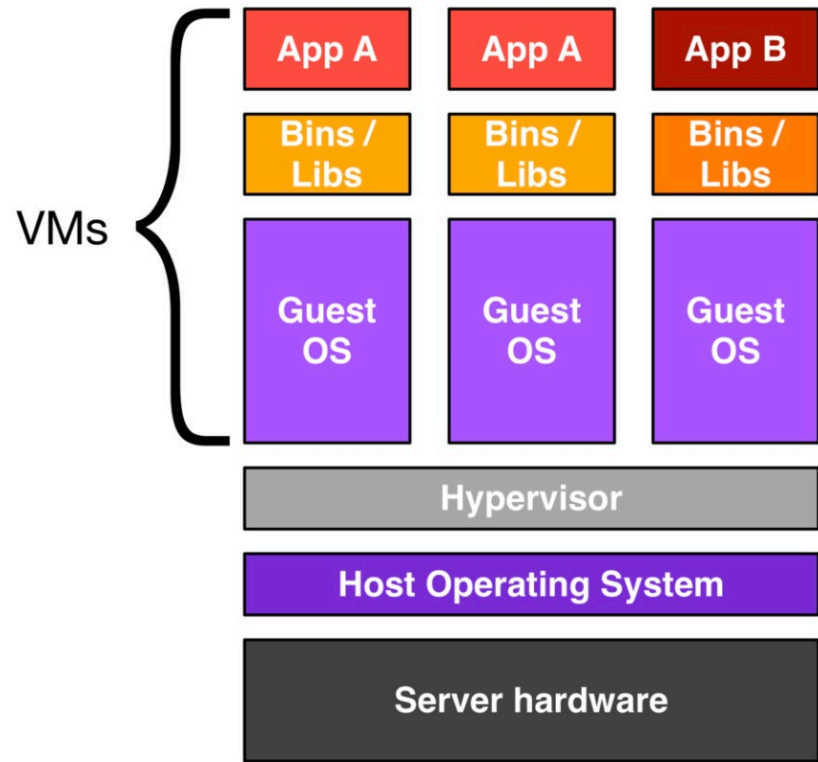 App A
App A
App B
Bins /
Libs
Bins /
Libs
Bins /
Libs
VMs
Guest
OS
Guest
OS
Guest
OS
Hypervisor
Host Operating System
Server hardware